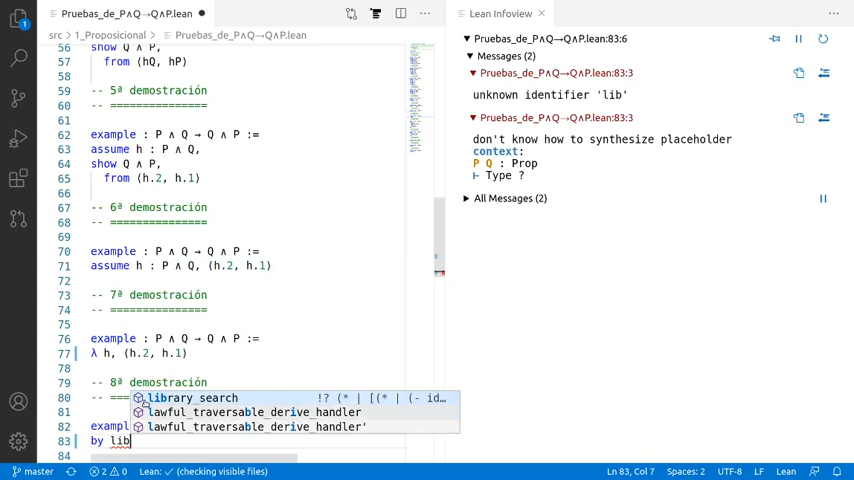 Pruebas_de_P∧Q→Q∧P.lean
Lean Infoview
src > 1_Proposicional > Pruebas_de_P∧Q→Q∧P.lean
56 show Q ∧ P,
57 from ⟨hQ, hP⟩
58
59 -- 5ª demostración
60 -- ===============
61
62 example : P ∧ Q → Q ∧ P :=
63 assume h : P ∧ Q,
64 show Q ∧ P,
65 from ⟨h.2, h.1⟩
66
67 -- 6ª demostración
68 -- ===============
69
70 example : P ∧ Q → Q ∧ P :=
71 assume h : P ∧ Q, ⟨h.2, h.1⟩
72
73 -- 7ª demostración
74 -- ===============
75
76 example : P ∧ Q → Q ∧ P :=
77 λ h, ⟨h.2, h.1⟩
78
79 -- 8ª demostración
80 -- ==
81
82 exampl
83 by lib
84
library_search !? (* | [(* | (- id…
lawful_traversable_derive_handler
lawful_traversable_derive_handler'
Pruebas_de_P∧Q→Q∧P.lean:83:6
Messages (2)
Pruebas_de_P∧Q→Q∧P.lean:83:3
unknown identifier 'lib'
Pruebas_de_P∧Q→Q∧P.lean:83:3
don't know how to synthesize placeholder
context:
P Q : Prop
⊢ Type ?
All Messages (2)
1
master
2 0
Lean: ✓ (checking visible files)
Ln 83, Col 7
Spaces: 2
UTF-8
LF
Lean